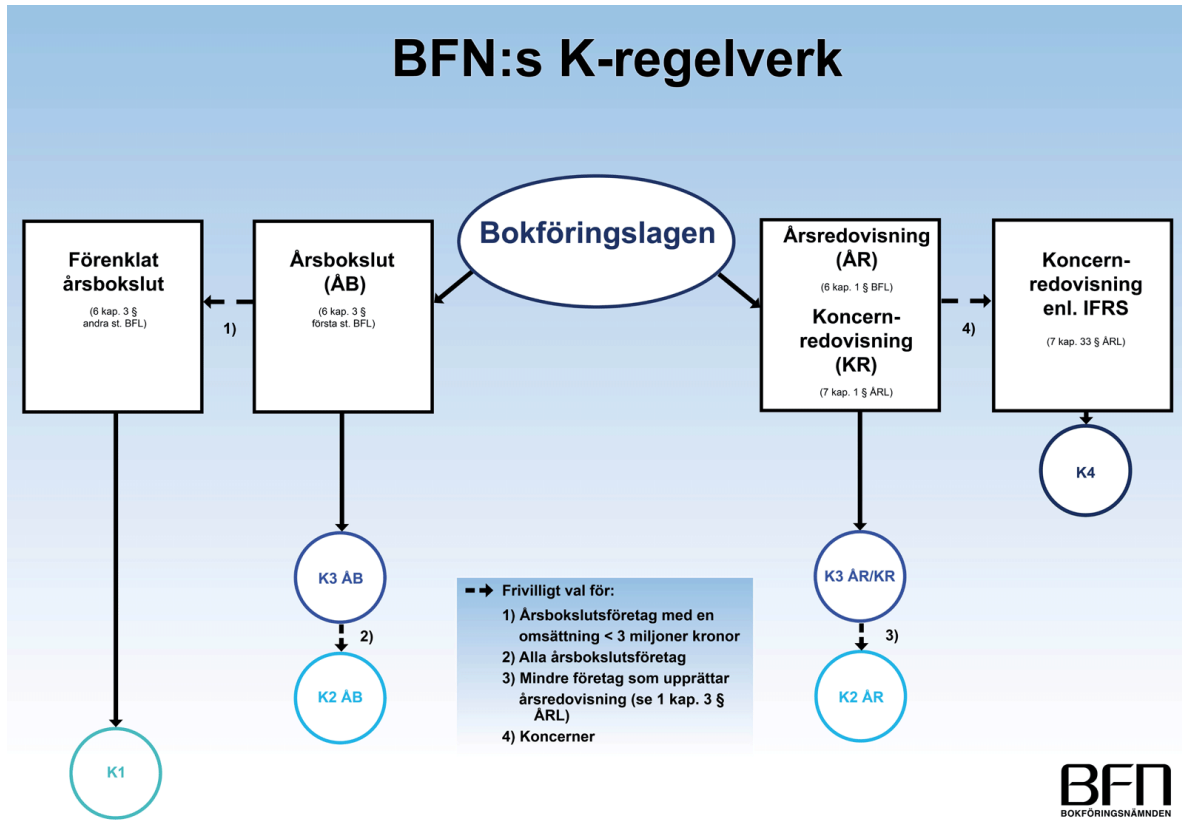 BFN:s K-regelverk
Bokföringslagen
Förenklat
årsbokslut
(6 kap. 3 §
andra st. BFL)
1)
Årsbokslut
(ÅB)
(6 kap. 3 §
första st. BFL)
Årsredovisning
(ÅR)
(6 kap. 1 § BFL)
Koncern-
redovisning
(KR)
(7 kap. 1 § ÅRL)
4)
Koncern-
redovisning
enl. IFRS
(7 kap. 33 § ÅRL)
K4
K3 ÅB
2)
K2 ÅB
K3 ÅR/KR
3)
K2 ÅR
K1
Frivilligt val för:
1) Årsbokslutsföretag med en
omsättning < 3 miljoner kronor
2) Alla årsbokslutsföretag
3) Mindre företag som upprättar
årsredovisning (se 1 kap. 3 §
ÅRL)
4) Koncerner
BFN
BOKFÖRINGSNÄMNDEN